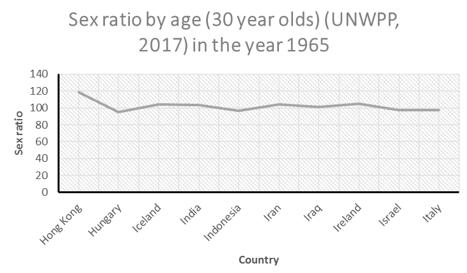 Sex ratio by age (30 year olds) (UNWPP,
2017) in the year 1965
140
120
100
80
60
40
20
0
Sex ratio
Hong Kong
Hungary
Iceland
India
Indonesia
Iran
Iraq
Ireland
Israel
Italy
Country